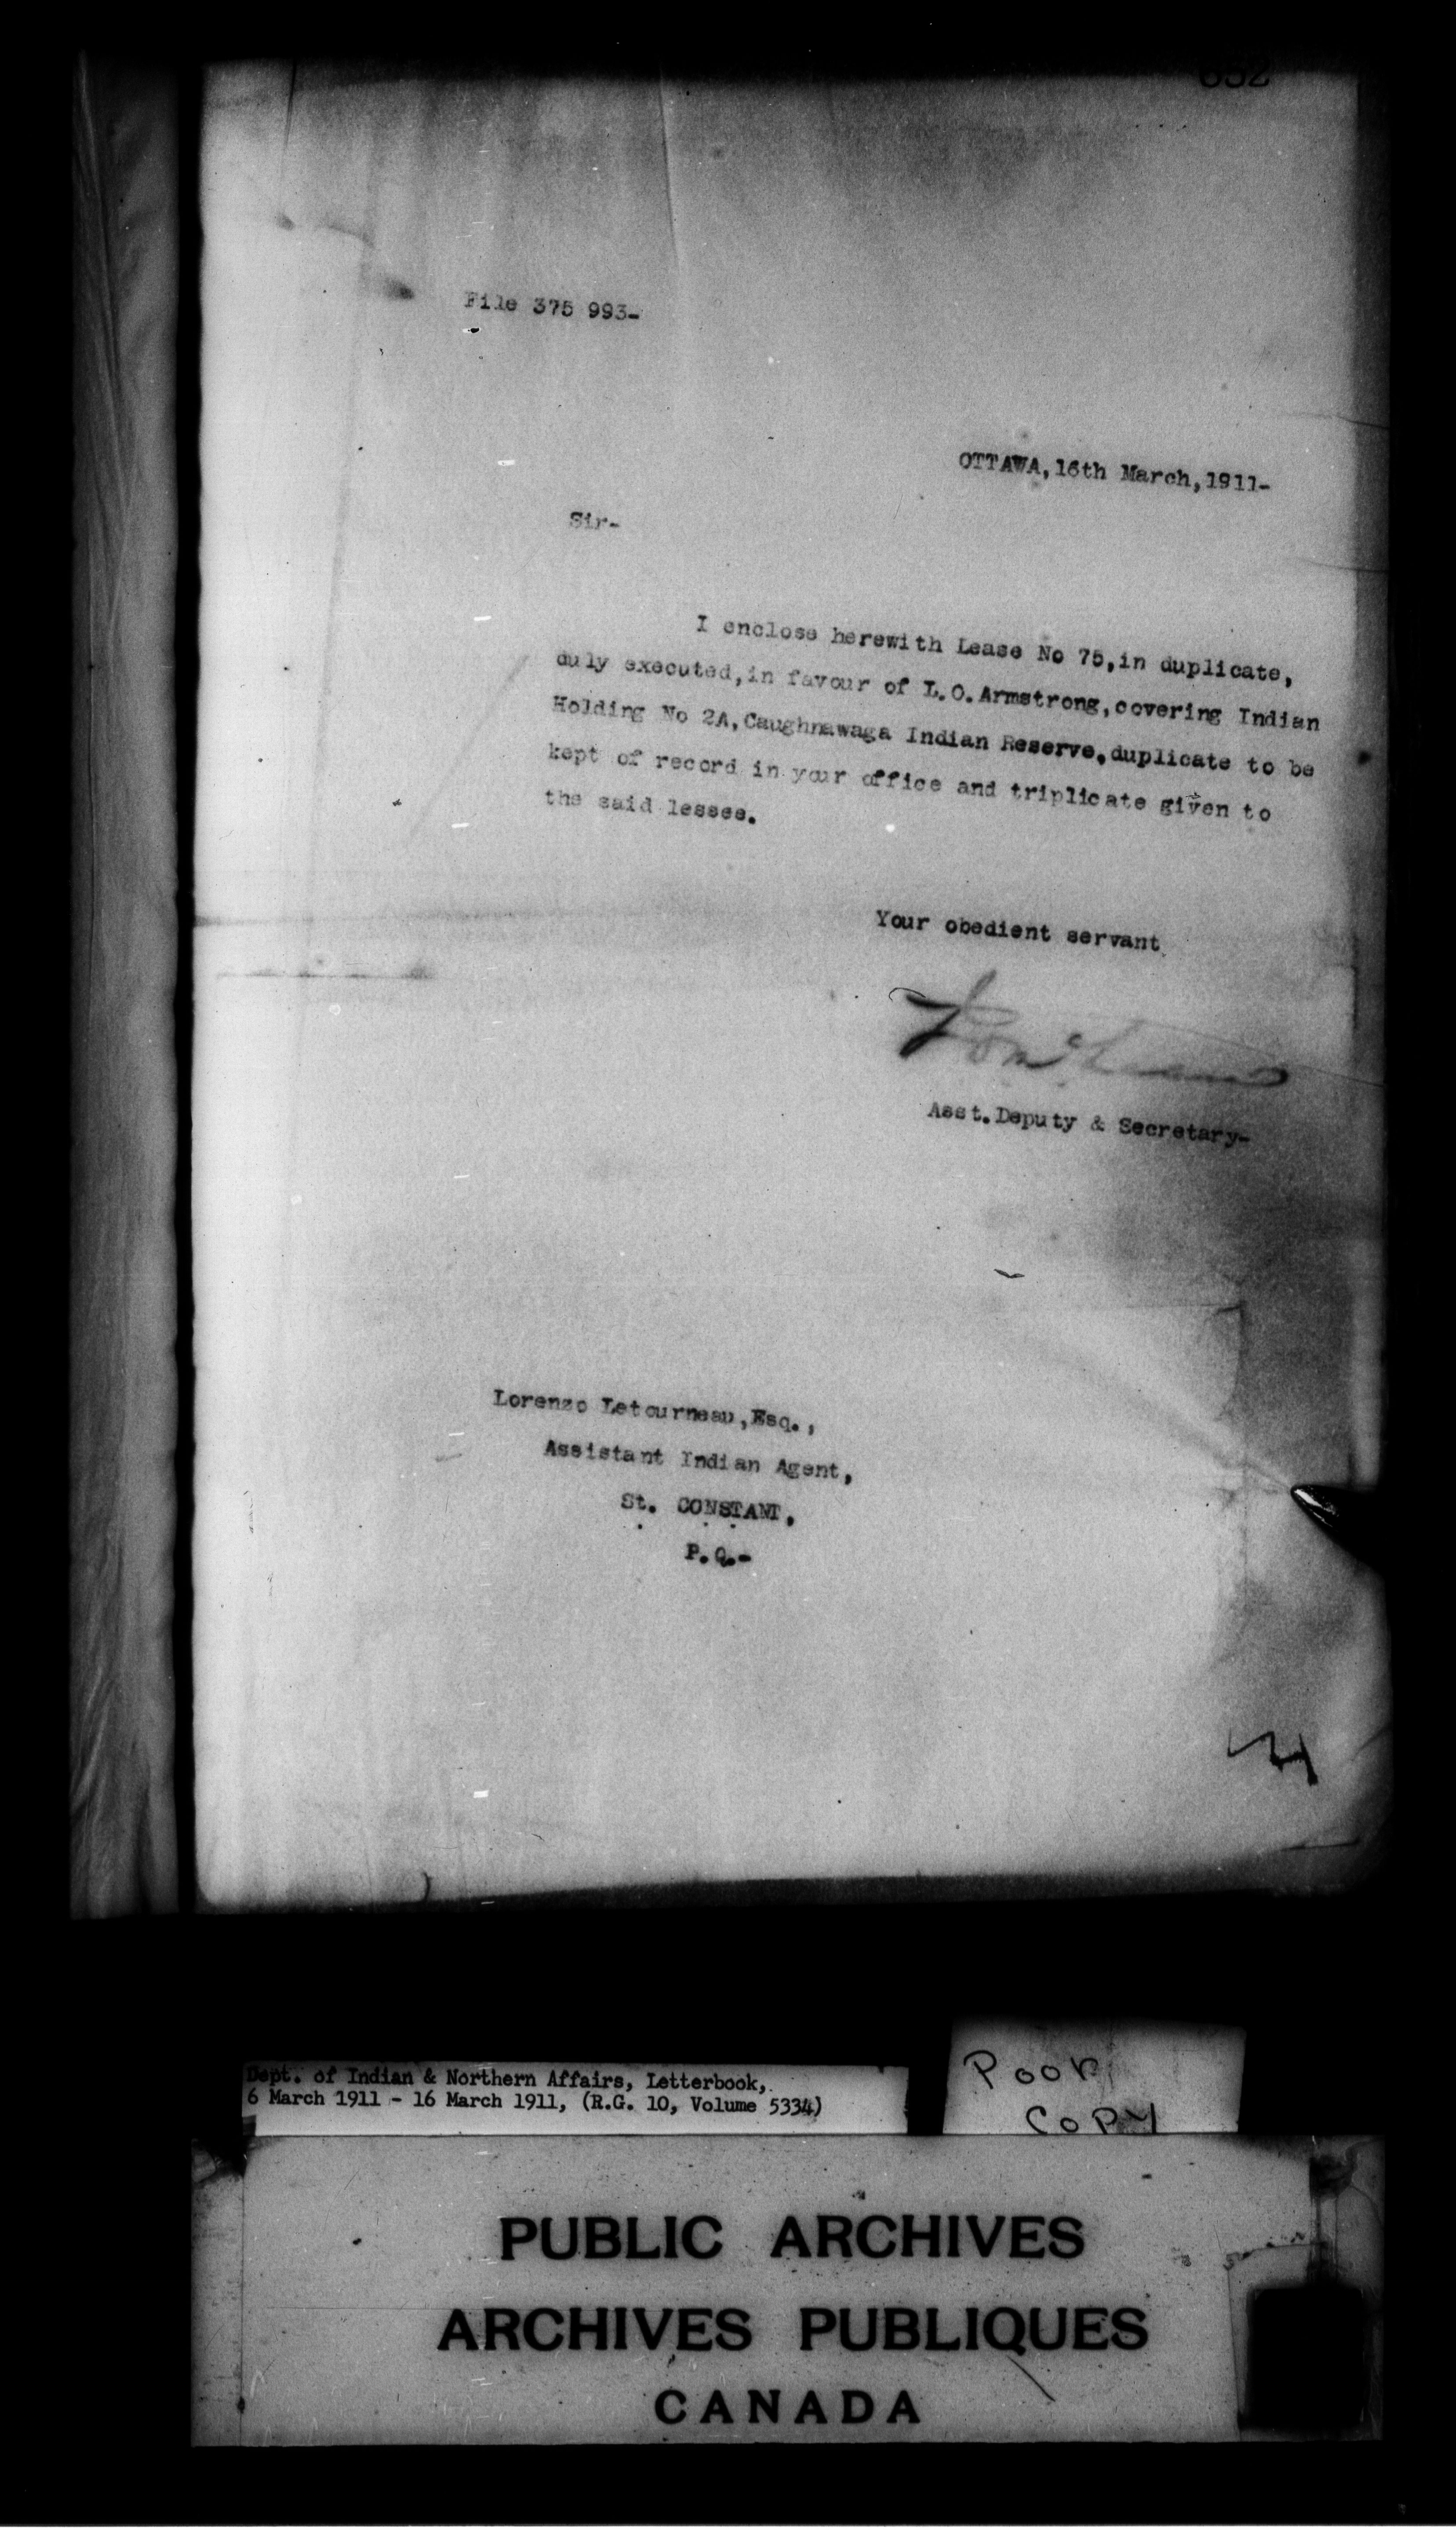 652
File 375 993-
OTTAWA,16th March,1911-
Sir-
I enclose herewith Lease No 75,in duplicate,
duly executed,in favour of L.O.Armstrong,covering Indian
Holding No 2A,Caughnawaga Indian Reserve,duplicate to be
kept of record in your office and triplicate given to
the said lessee.
Your obedient servant
Asst.Deputy & Secretary-
Lorenzo Letourneau,Esq.,
Assistant Indian Agent,
St. CONSTANT,
P.Q.-
Dept. of Indian & Northern Affairs, Letterbook,
6 March 1911 - 16 March 1911, (R.G. 10, Volume 5334)
Poor
Copy
PUBLIC ARCHIVES
ARCHIVES PUBLIQUES
CANADA